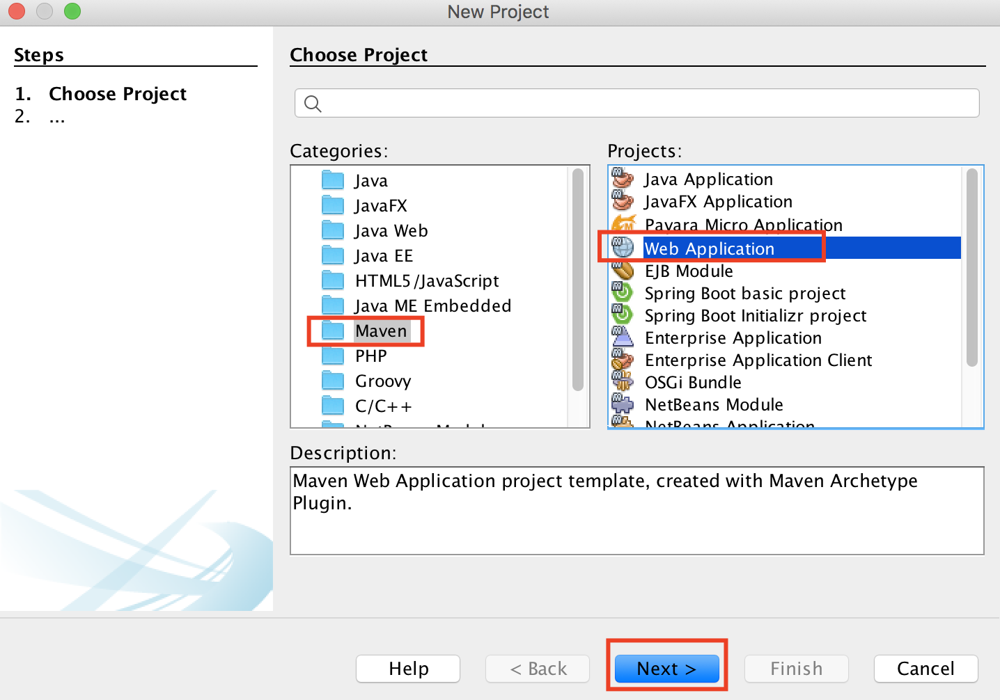 New Project
Steps
1. Choose Project
2. ...
Choose Project
Categories:
Java
JavaFX
Java Web
Java EE
HTML5/JavaScript
Java ME Embedded
Maven
PHP
Groovy
C/C++
Projects:
Java Application
JavaFX Application
Payara Micro Application
Web Application
EJB Module
Spring Boot basic project
Spring Boot Initializr project
Enterprise Application
Enterprise Application Client
OSGi Bundle
NetBeans Module
NetBeans Application
Description:
Maven Web Application project template, created with Maven Archetype
Plugin.
Help
< Back
Next >
Finish
Cancel